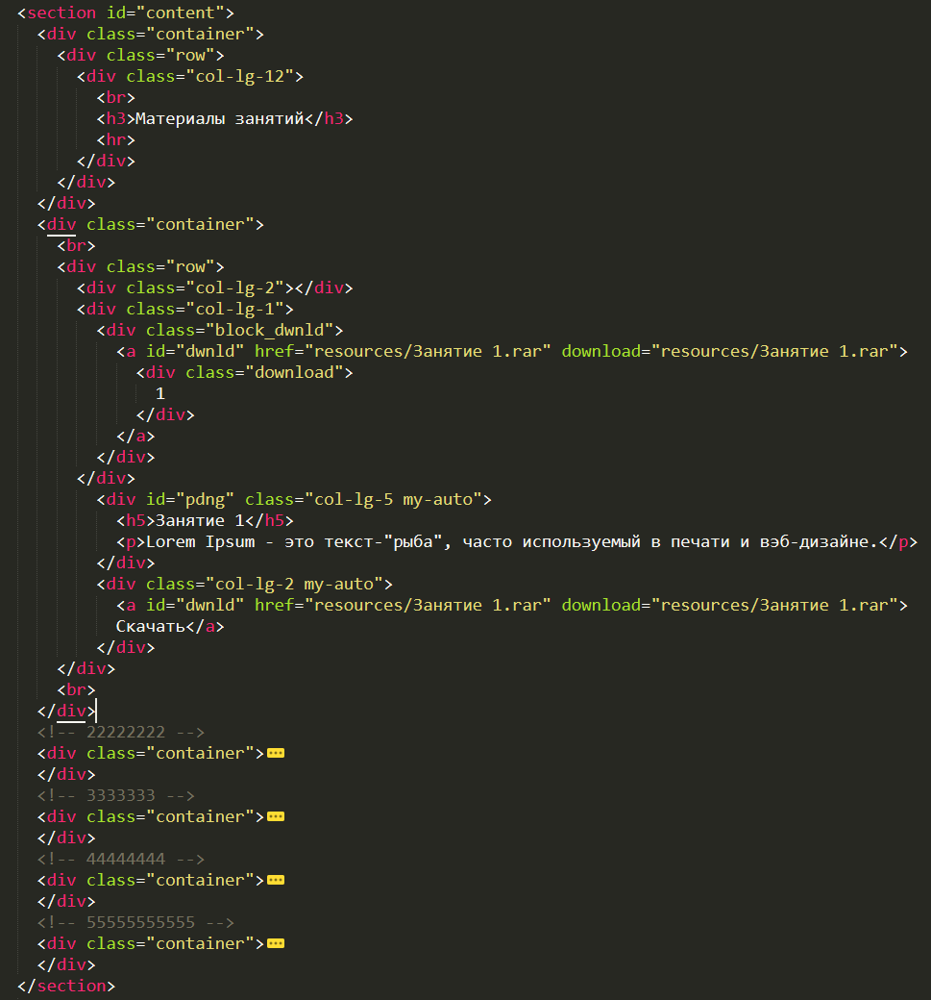 <section id="content">
<div class="container">
<div class="row">
<div class="col-lg-12">
<br>
<h3>Материалы занятий</h3>
<hr>
</div>
</div>
</div>
<div class="container">
<br>
<div class="row">
<div class="col-lg-2"></div>
<div class="col-lg-1">
<div class="block_dwnld">
<a id="dwnld" href="resources/Занятие 1.rar" download="resources/Занятие 1.rar">
<div class="download">
1
</div>
</a>
</div>
</div>
<div id="pdng" class="col-lg-5 my-auto">
<h5>Занятие 1</h5>
<p>Lorem Ipsum - это текст-"рыба", часто используемый в печати и вэб-дизайне.</p>
</div>
<div class="col-lg-2 my-auto">
<a id="dwnld" href="resources/Занятие 1.rar" download="resources/Занятие 1.rar">
Скачать</a>
</div>
</div>
<br>
</div>
<!-- 22222222 -->
<div class="container">
</div>
<!-- 3333333 -->
<div class="container">
</div>
<!-- 44444444 -->
<div class="container">
</div>
<!-- 55555555555 -->
<div class="container">
</div>
</section>